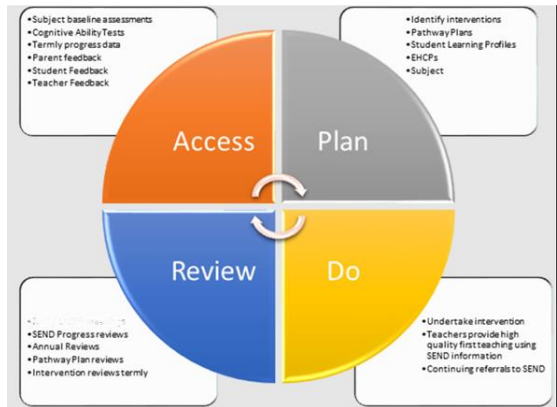 • Subject baseline assessments
• Cognitive Ability Tests
• Termly progress data
• Parent feedback
• Student Feedback
• Teacher Feedback
• Identify interventions
• Pathway Plans
• Student Learning Profiles
• EHCPs
• Subject
Access
Plan
Review
Do
• SEND Progress reviews
• Annual Reviews
• Pathway Plan reviews
• Intervention reviews termly
• Undertake intervention
• Teachers provide high
quality first teaching using
SEND information
• Continuing referrals to SEND